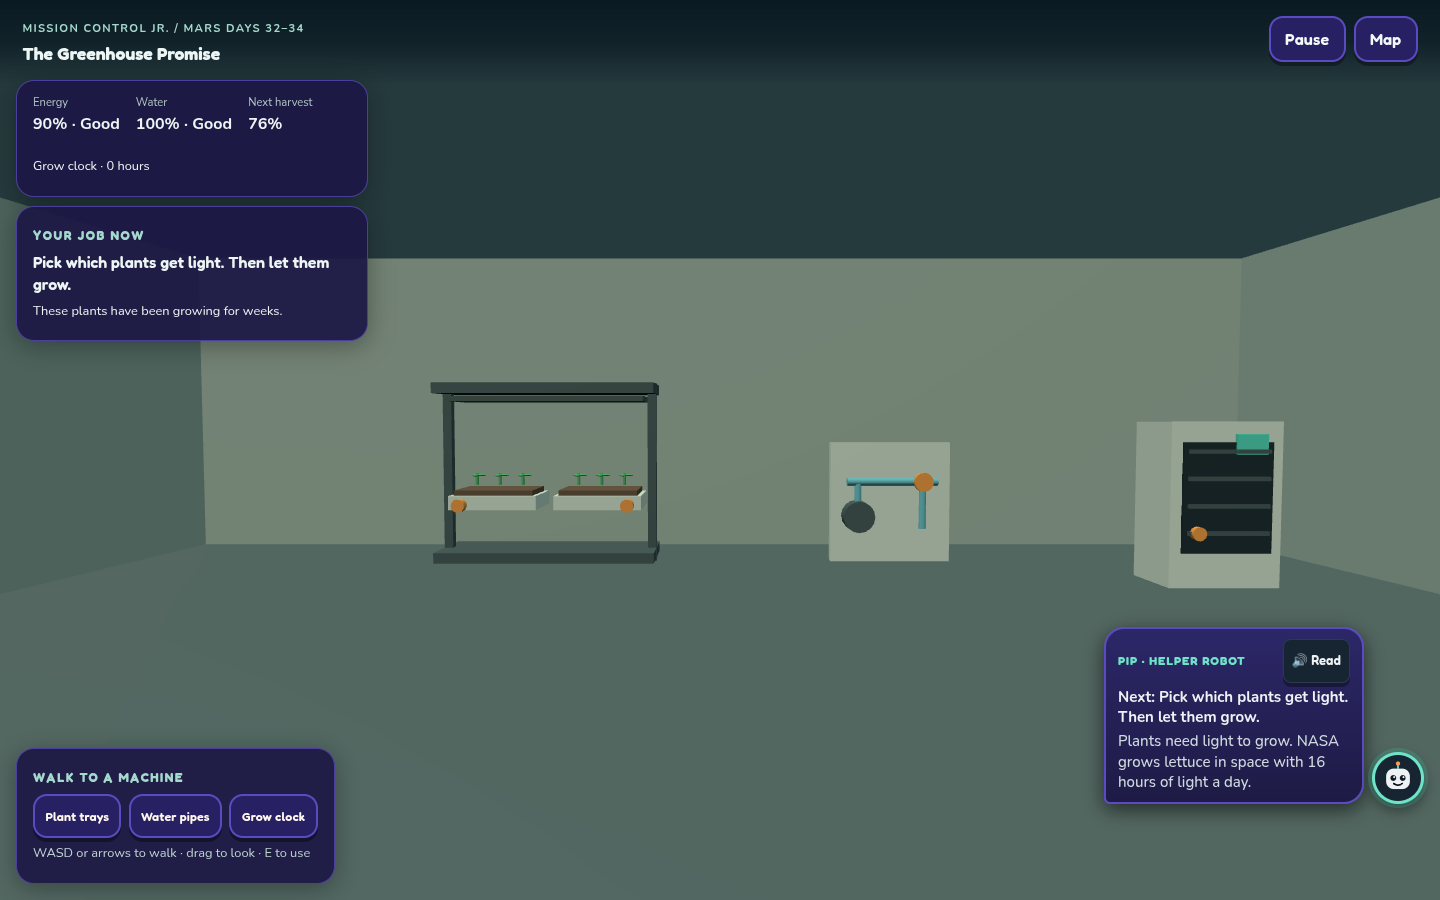 MISSION CONTROL JR. / MARS DAYS 32–34
The Greenhouse Promise
Pause
Map
Energy
Water
Next harvest
90% · Good
100% · Good
76%
Grow clock · 0 hours
YOUR JOB NOW
Pick which plants get light. Then let them
grow.
These plants have been growing for weeks.
PIP · HELPER ROBOT
🔊 Read
Next: Pick which plants get light.
Then let them grow.
Plants need light to grow. NASA
grows lettuce in space with 16
hours of light a day.
WALK TO A MACHINE
Plant trays
Water pipes
Grow clock
WASD or arrows to walk · drag to look · E to use